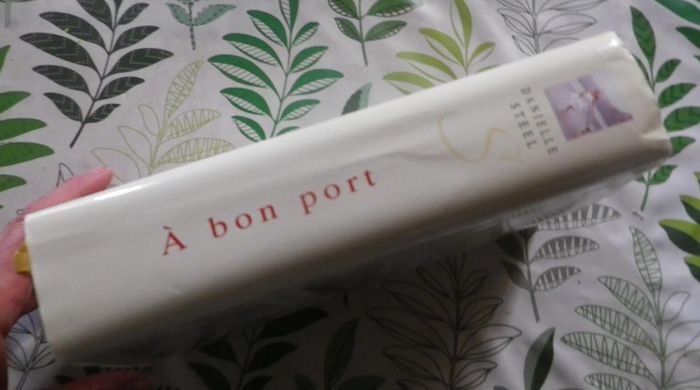 À bon port
DANIELLE
STEEL